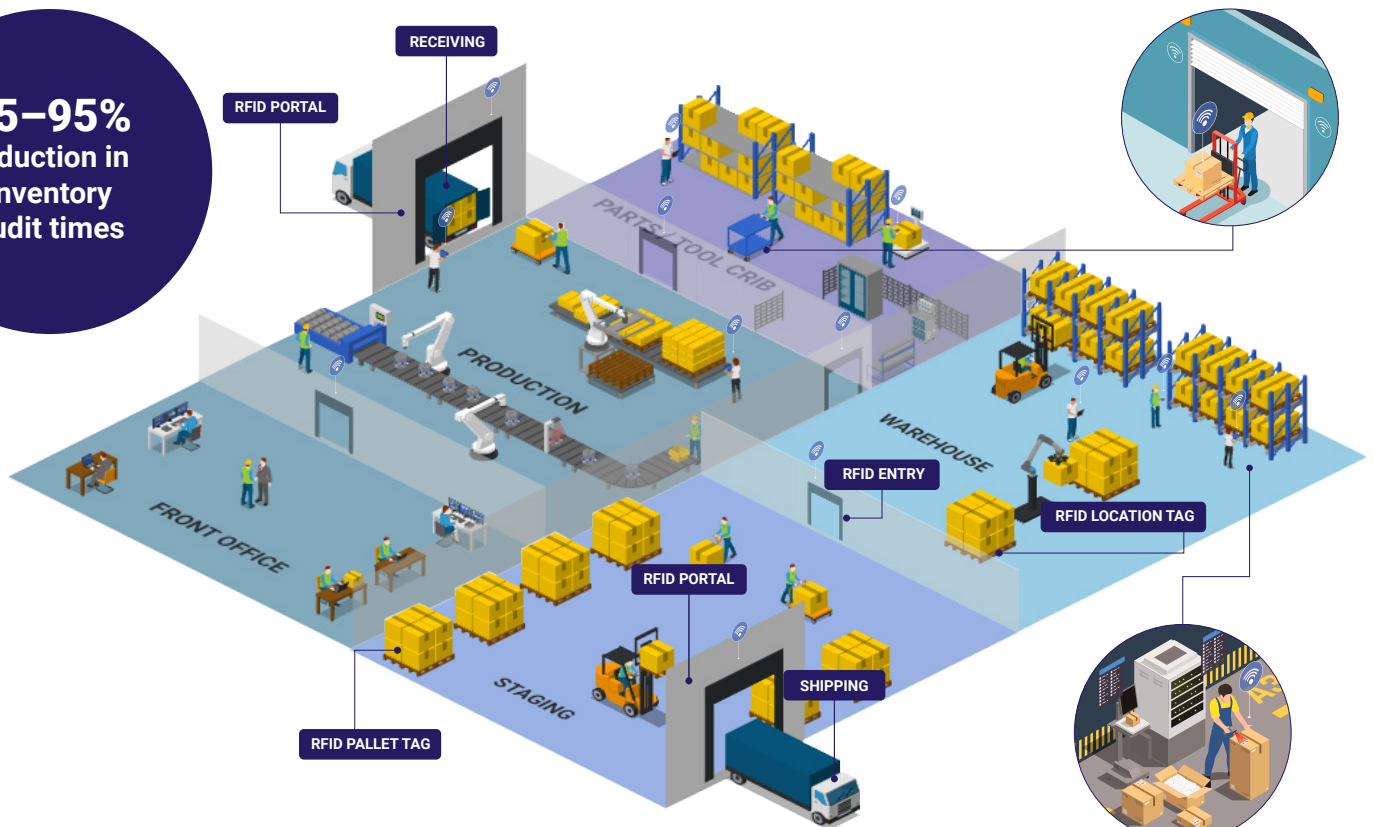 5–95%
duction in
nventory
udit times
RECEIVING
RFID PORTAL
PARTS / TOOL CRIB
PRODUCTION
WAREHOUSE
FRONT OFFICE
RFID ENTRY
RFID LOCATION TAG
RFID PORTAL
STAGING
SHIPPING
RFID PALLET TAG
A3